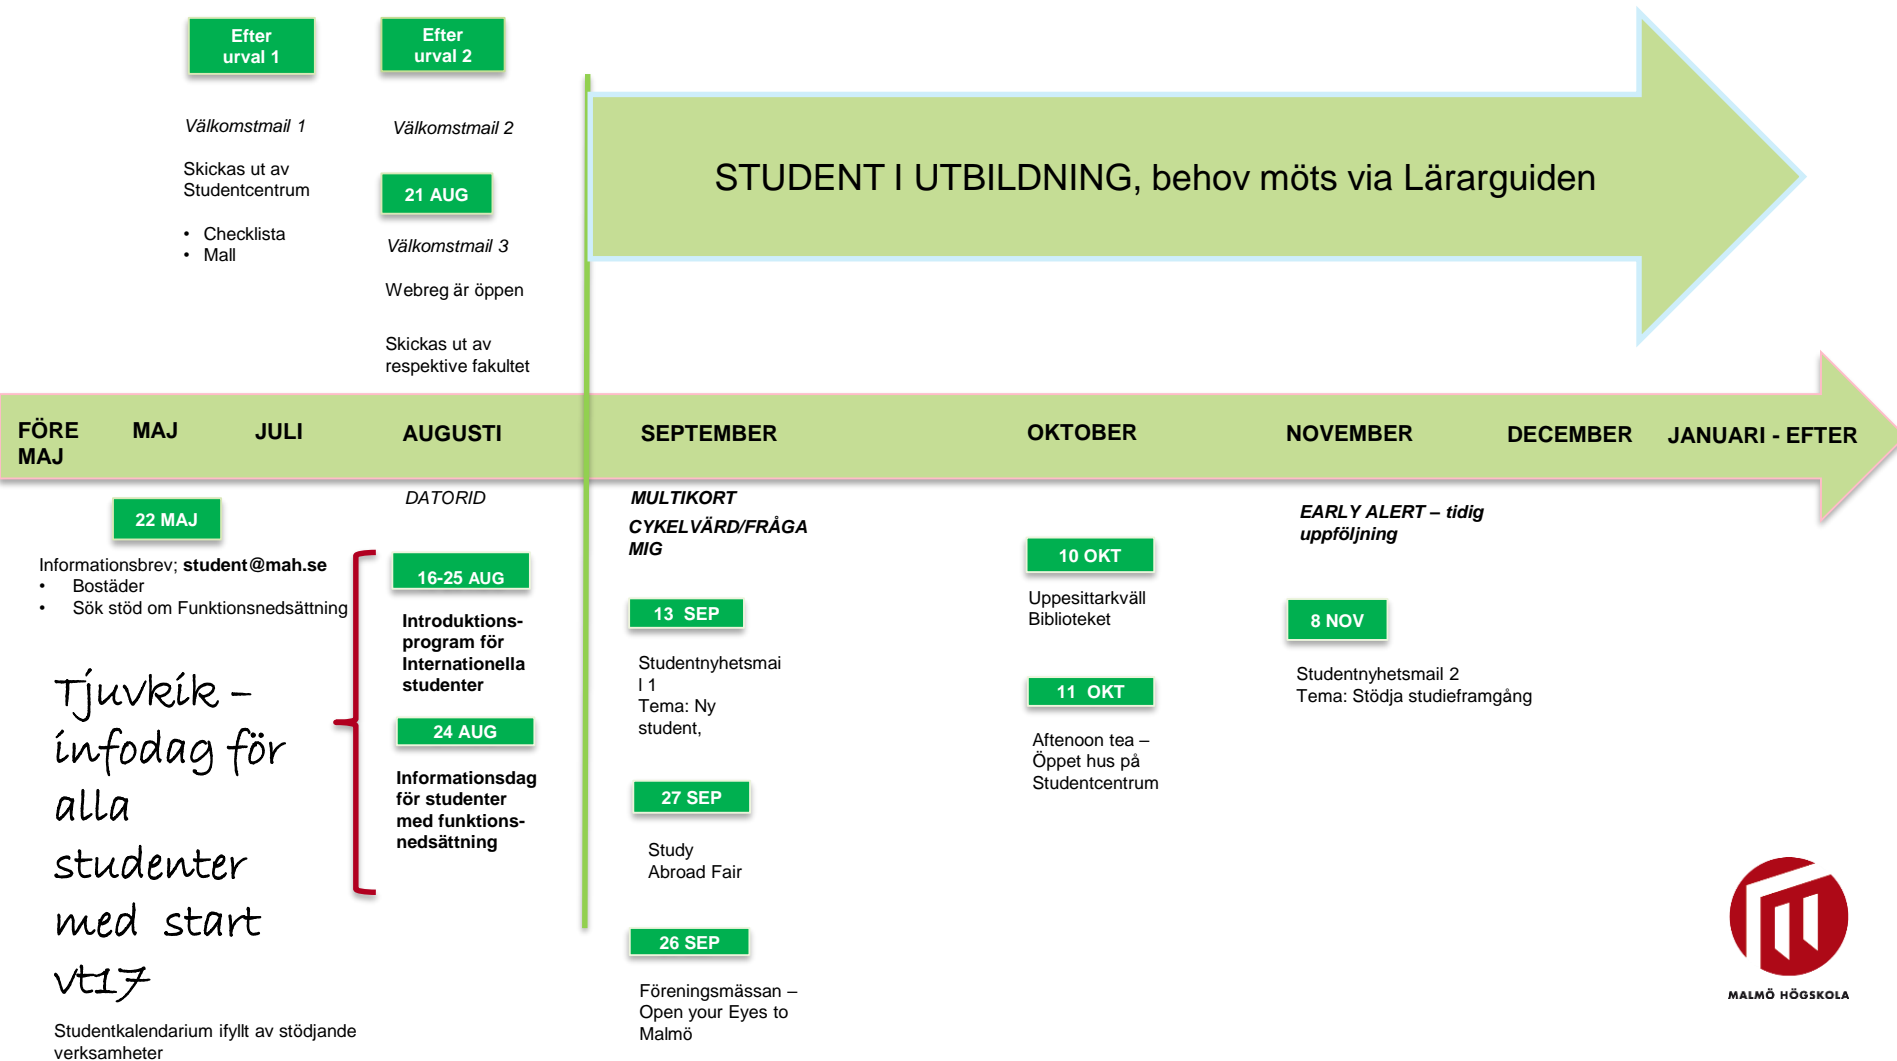 Efter
urval 1
Välkomstmail 1
Skickas ut av
Studentcentrum
• Checklista
• Mall
Efter
urval 2
Välkomstmail 2
21 AUG
Välkomstmail 3
Webreg är öppen
Skickas ut av
respektive fakultet
STUDENT I UTBILDNING, behov möts via Lärarguiden
FÖRE
MAJ
MAJ
JULI
AUGUSTI
SEPTEMBER
OKTOBER
NOVEMBER
DECEMBER
JANUARI - EFTER
22 MAJ
Informationsbrev; student@mah.se
• Bostäder
• Sök stöd om Funktionsnedsättning
Tjuvkik –
infodag för
alla
studenter
med start
vt17
Studentkalendarium ifyllt av stödjande
verksamheter
DATORID
16-25 AUG
Introduktions-
program för
Internationella
studenter
24 AUG
Informationsdag
för studenter
med funktions-
nedsättning
MULTIKORT
CYKELVÄRD/FRÅGA
MIG
13 SEP
Studentnyhetsmai
l 1
Tema: Ny
student,
27 SEP
Study
Abroad Fair
26 SEP
Föreningsmässan –
Open your Eyes to
Malmö
10 OKT
Uppesittarkväll
Biblioteket
11 OKT
Aftenoon tea –
Öppet hus på
Studentcentrum
EARLY ALERT – tidig
uppföljning
8 NOV
Studentnyhetsmail 2
Tema: Stödja studieframgång
MALMÖ HÖGSKOLA